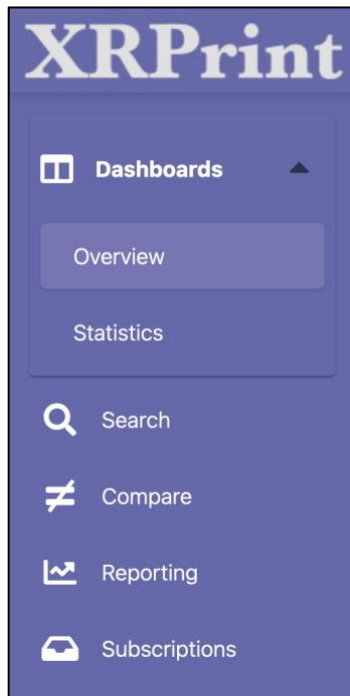 XRPrint
Dashboards
Overview
Statistics
Search
Compare
Reporting
Subscriptions